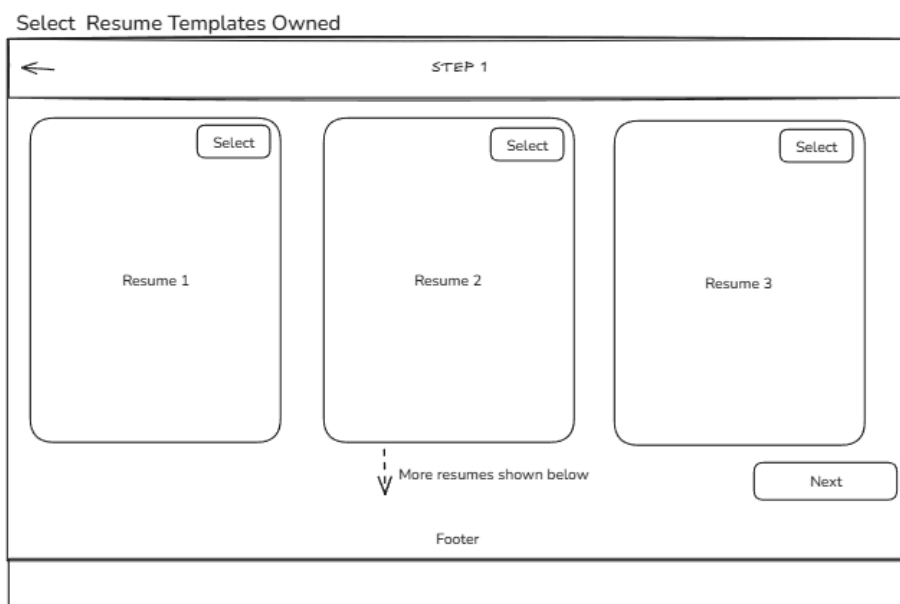 Select Resume Templates Owned
STEP 1
Select
Select
Select
Resume 1
Resume 2
Resume 3
More resumes shown below
Next
Footer